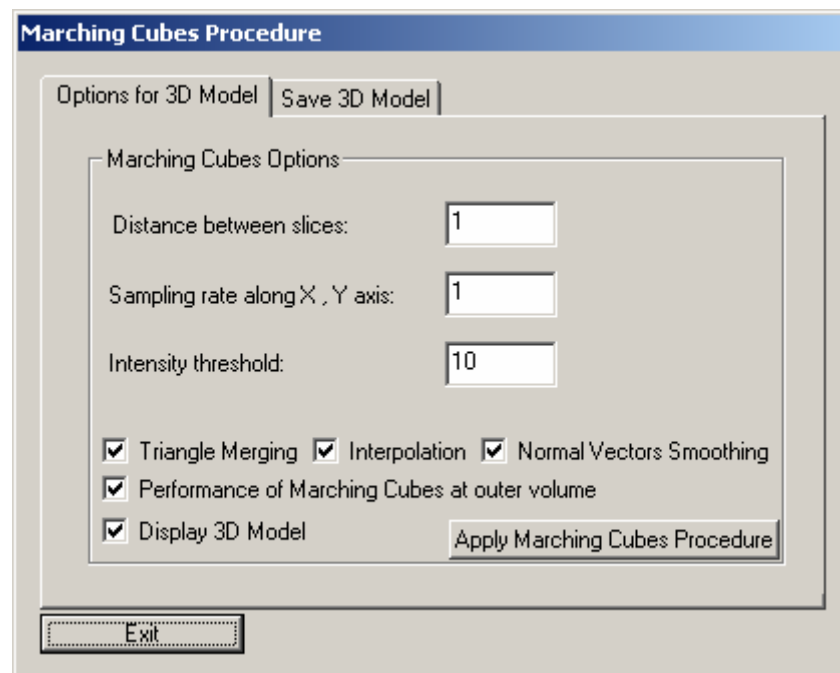 Marching Cubes Procedure
Options for 3D Model Save 3D Model
Marching Cubes Options
Distance between slices: 1
Sampling rate along X , Y axis: 1
Intensity threshold: 10
Triangle Merging Interpolation Normal Vectors Smoothing
Performance of Marching Cubes at outer volume
Display 3D Model Apply Marching Cubes Procedure
Exit